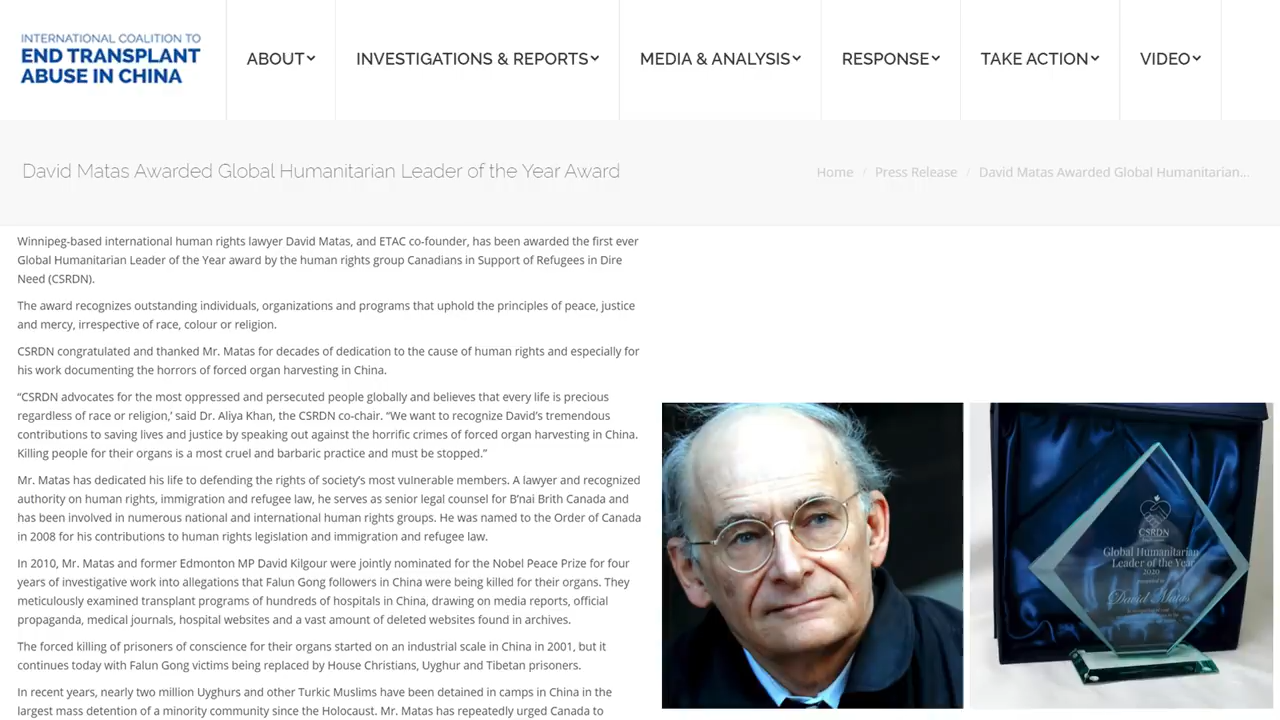 INTERNATIONAL COALITION TO
END TRANSPLANT
ABUSE IN CHINA
ABOUT
INVESTIGATIONS & REPORTS
MEDIA & ANALYSIS
RESPONSE
TAKE ACTION
VIDEO
David Matas Awarded Global Humanitarian Leader of the Year Award
Home / Press Release / David Matas Awarded Global Humanitarian...
Winnipeg-based international human rights lawyer David Matas, and ETAC co-founder, has been awarded the first ever
Global Humanitarian Leader of the Year award by the human rights group Canadians in Support of Refugees in Dire
Need (CSRDN).
The award recognizes outstanding individuals, organizations and programs that uphold the principles of peace, justice
and mercy, irrespective of race, colour or religion.
CSRDN congratulated and thanked Mr. Matas for decades of dedication to the cause of human rights and especially for
his work documenting the horrors of forced organ harvesting in China.
“CSRDN advocates for the most oppressed and persecuted people globally and believes that every life is precious
regardless of race or religion,’ said Dr. Aliya Khan, the CSRDN co-chair. “We want to recognize David’s tremendous
contributions to saving lives and justice by speaking out against the horrific crimes of forced organ harvesting in China.
Killing people for their organs is a most cruel and barbaric practice and must be stopped.”
Mr. Matas has dedicated his life to defending the rights of society’s most vulnerable members. A lawyer and recognized
authority on human rights, immigration and refugee law, he serves as senior legal counsel for B’nai Brith Canada and
has been involved in numerous national and international human rights groups. He was named to the Order of Canada
in 2008 for his contributions to human rights legislation and immigration and refugee law.
In 2010, Mr. Matas and former Edmonton MP David Kilgour were jointly nominated for the Nobel Peace Prize for four
years of investigative work into allegations that Falun Gong followers in China were being killed for their organs. They
meticulously examined transplant programs of hundreds of hospitals in China, drawing on media reports, official
propaganda, medical journals, hospital websites and a vast amount of deleted websites found in archives.
The forced killing of prisoners of conscience for their organs started on an industrial scale in China in 2001, but it
continues today with Falun Gong victims being replaced by House Christians, Uyghur and Tibetan prisoners.
In recent years, nearly two million Uyghurs and other Turkic Muslims have been detained in camps in China in the
largest mass detention of a minority community since the Holocaust. Mr. Matas has repeatedly urged Canada to
CSRDN
Global Humanitarian
Leader of the Year
2020
presented to
David Matas